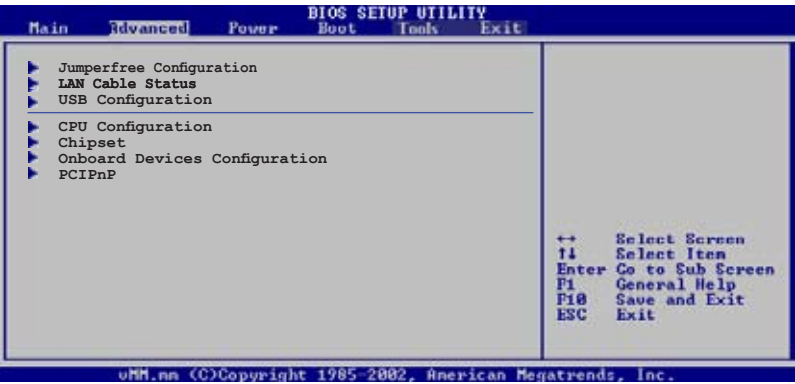 BIOS SETUP UTILITY
Main Advanced Power Boot Tools Exit
Jumperfree Configuration
LAN Cable Status
USB Configuration
CPU Configuration
Chipset
Onboard Devices Configuration
PCIPnP
↔ Select Screen
↑↓ Select Item
Enter Go to Sub Screen
F1 General Help
F10 Save and Exit
ESC Exit
vMM.mm (C)Copyright 1985-2002, American Megatrends, Inc.